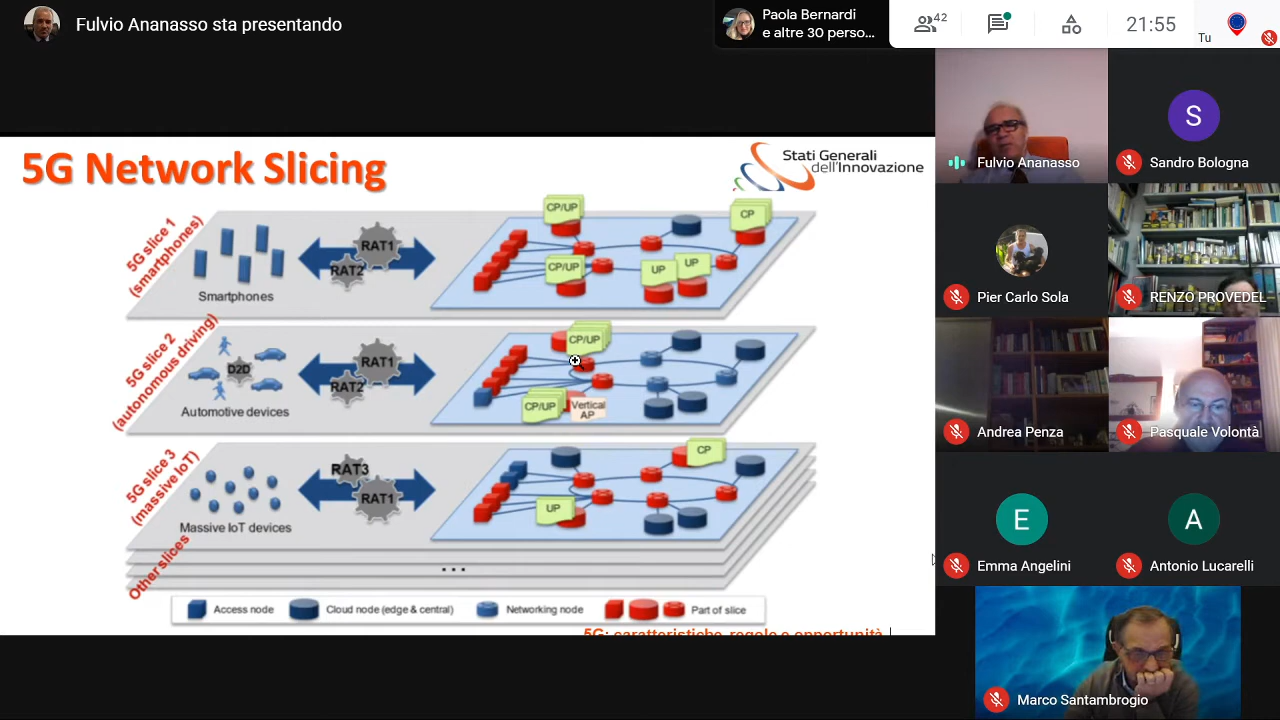 Fulvio Ananasso sta presentando
Paola Bernardi
e altre 30 perso...
42
21:55
Tu
5G Network Slicing
Stati Generali
dell'Innovazione
5G slice 1
(smartphones)
Smartphones
RAT1
RAT2
CP/UP
CP
CP/UP
UP
UP
5G slice 2
(autonomous driving)
D2D
Automotive devices
RAT1
RAT2
CP/UP
CP/UP
Vertical
AP
5G slice 3
(massive IoT)
Massive IoT devices
RAT3
RAT1
CP
UP
Other slices
...
Access node
Cloud node (edge & central)
Networking node
Part of slice
5G: caratteristiche, regole e opportunità
Fulvio Ananasso
S
Sandro Bologna
Pier Carlo Sola
RENZO PROVEDEL
Andrea Penza
Pasquale Volontà
E
Emma Angelini
A
Antonio Lucarelli
Marco Santambrogio